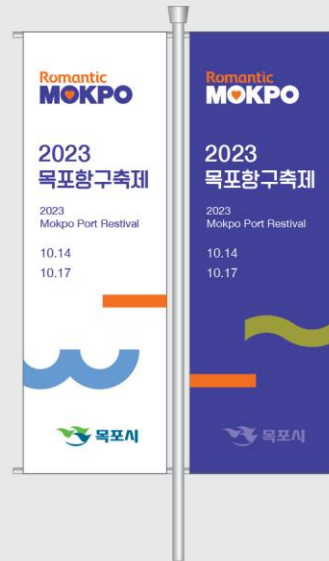 Romantic
MOKPO
2023
목포항구축제
2023
Mokpo Port Restival
10.14
10.17
목포시
Romantic
MOKPO
2023
목포항구축제
2023
Mokpo Port Restival
10.14
10.17
목포시